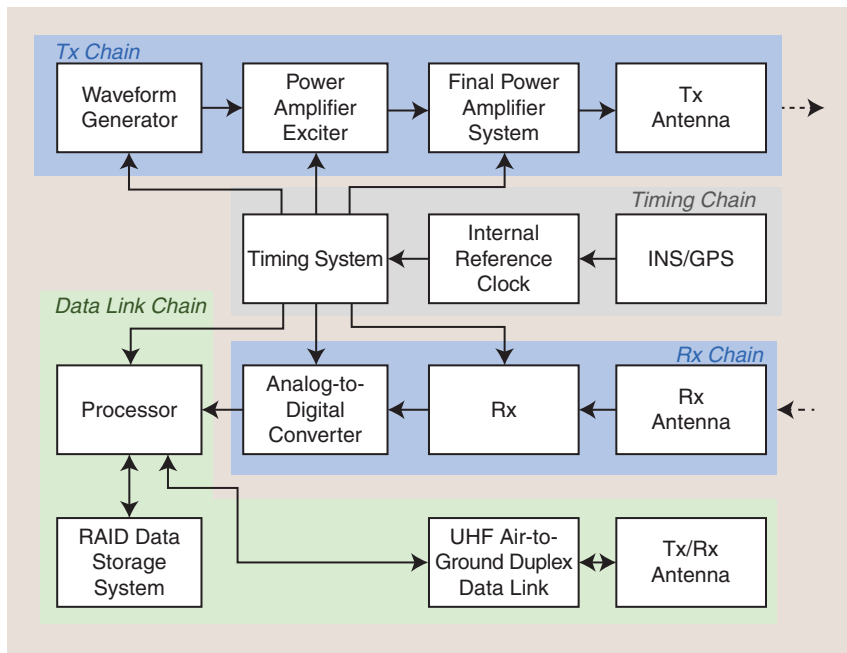 Tx Chain
Waveform
Generator
Power
Amplifier
Exciter
Final Power
Amplifier
System
Tx
Antenna
Timing Chain
Timing System
Internal
Reference
Clock
INS/GPS
Data Link Chain
Rx Chain
Processor
Analog-to-
Digital
Converter
Rx
Rx
Antenna
RAID Data
Storage
System
UHF Air-to-
Ground Duplex
Data Link
Tx/Rx
Antenna